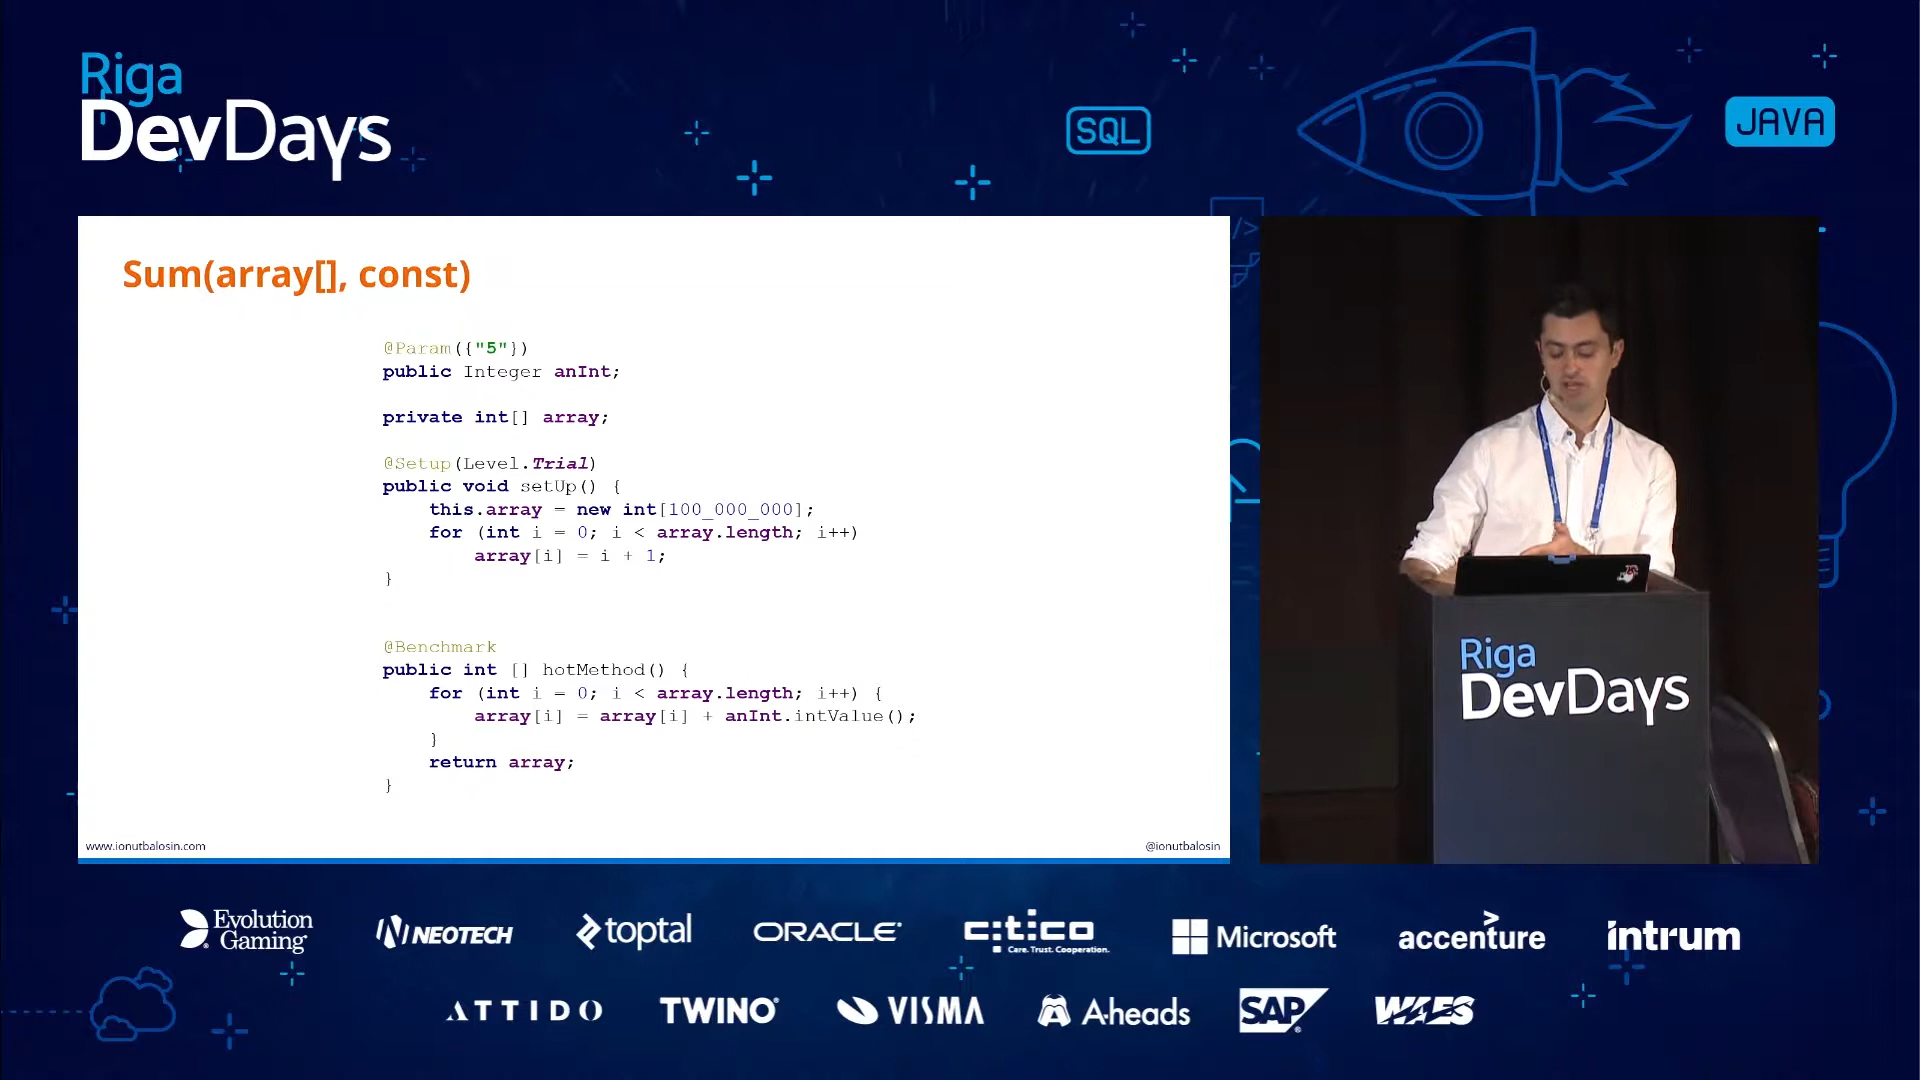 Riga
DevDays
SQL
JAVA
</>
Sum(array[], const)
@Param({"5"})
public Integer anInt;
private int[] array;
@Setup(Level.Trial)
public void setUp() {
this.array = new int[100_000_000];
for (int i = 0; i < array.length; i++)
array[i] = i + 1;
}
@Benchmark
public int [] hotMethod() {
for (int i = 0; i < array.length; i++) {
array[i] = array[i] + anInt.intValue();
}
return array;
}
www.ionutbalosin.com
@ionutbalosin
Riga
DevDays
Evolution
Gaming
NEOTECH
toptal
ORACLE
citico
Care. Trust. Cooperation.
Microsoft
accenture
intrum
ATTIDO
TWINO
VISMA
A-heads
SAP